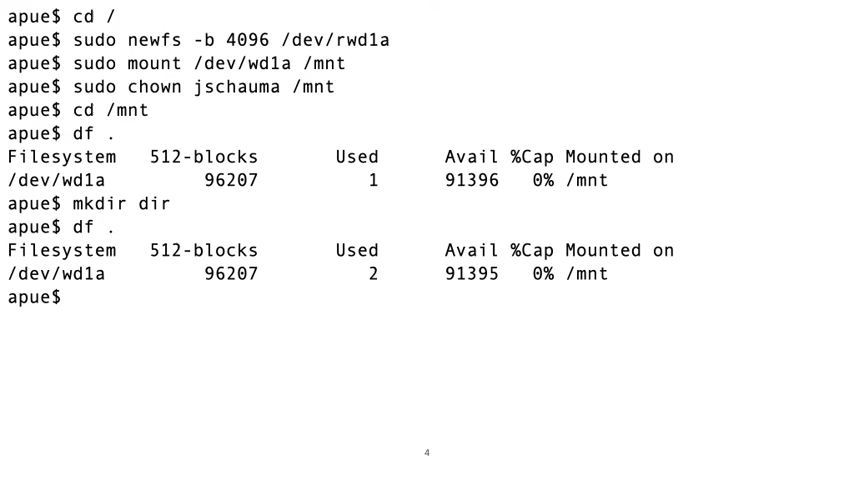 apue$ cd /
apue$ sudo newfs -b 4096 /dev/rwd1a
apue$ sudo mount /dev/wd1a /mnt
apue$ sudo chown jschauma /mnt
apue$ cd /mnt
apue$ df .
Filesystem 512-blocks Used Avail %Cap Mounted on
/dev/wd1a 96207 1 91396 0% /mnt
apue$ mkdir dir
apue$ df .
Filesystem 512-blocks Used Avail %Cap Mounted on
/dev/wd1a 96207 2 91395 0% /mnt
apue$
4